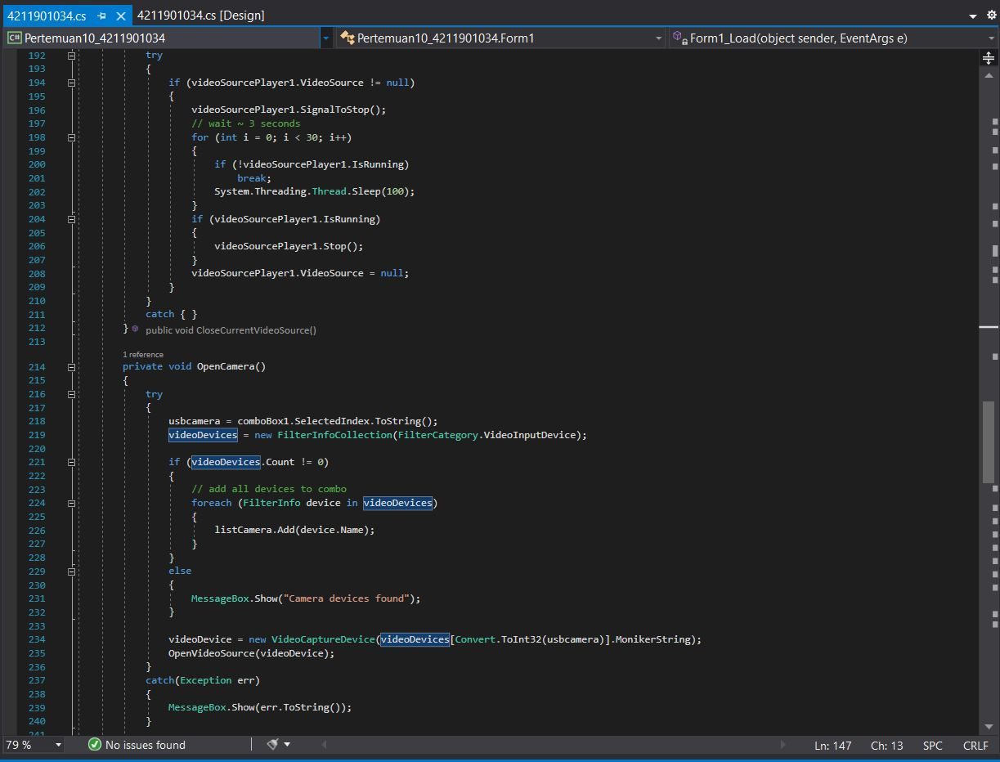 4211901034.cs 4211901034.cs [Design]
C# Pertemuan10_4211901034 Pertemuan10_4211901034.Form1 Form1_Load(object sender, EventArgs e)
192 try
193 {
194 if (videoSourcePlayer1.VideoSource != null)
195 {
196 videoSourcePlayer1.SignalToStop();
197 // wait ~ 3 seconds
198 for (int i = 0; i < 30; i++)
199 {
200 if (!videoSourcePlayer1.IsRunning)
201 break;
202 System.Threading.Thread.Sleep(100);
203 }
204 if (videoSourcePlayer1.IsRunning)
205 {
206 videoSourcePlayer1.Stop();
207 }
208 videoSourcePlayer1.VideoSource = null;
209 }
210 }
211 catch { }
212 } public void CloseCurrentVideoSource()
213
1 reference
214 private void OpenCamera()
215 {
216 try
217 {
218 usbcamera = comboBox1.SelectedIndex.ToString();
219 videoDevices = new FilterInfoCollection(FilterCategory.VideoInputDevice);
220
221 if (videoDevices.Count != 0)
222 {
223 // add all devices to combo
224 foreach (FilterInfo device in videoDevices)
225 {
226 listCamera.Add(device.Name);
227 }
228 }
229 else
230 {
231 MessageBox.Show("Camera devices found");
232 }
233
234 videoDevice = new VideoCaptureDevice(videoDevices[Convert.ToInt32(usbcamera)].MonikerString);
235 OpenVideoSource(videoDevice);
236 }
237 catch(Exception err)
238 {
239 MessageBox.Show(err.ToString());
240 }
241
79 % No issues found Ln: 147 Ch: 13 SPC CRLF